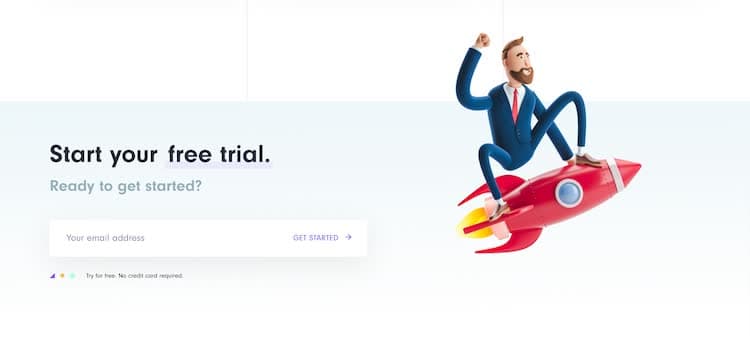 Start your free trial.
Ready to get started?
Your email address GET STARTED →
Try for free. No credit card required.